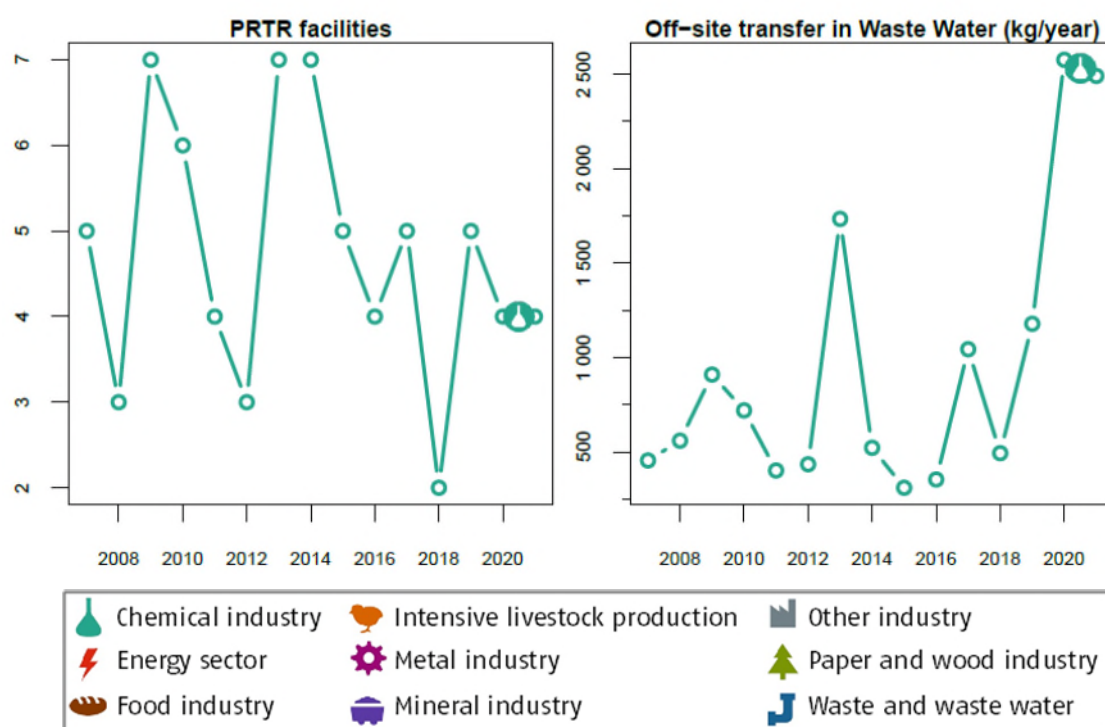 PRTR facilities
7
6
5
4
3
2
2008 2010 2012 2014 2016 2018 2020
Off-site transfer in Waste Water (kg/year)
2 500
2 000
1 500
1 000
500
2008 2010 2012 2014 2016 2018 2020
Chemical industry Intensive livestock production Other industry
Energy sector Metal industry Paper and wood industry
Food industry Mineral industry Waste and waste water